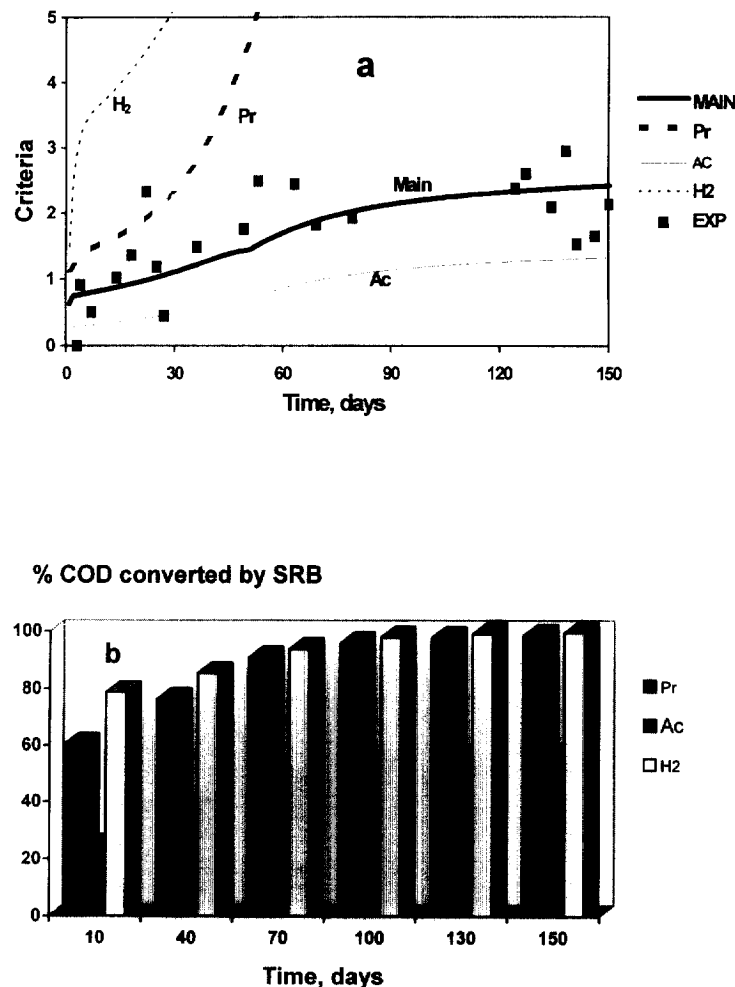 5
4
3
2
1
0
Criteria
a
H2
Pr
Main
Ac
0 30 60 90 120 150
Time, days
MAIN
Pr
AC
H2
EXP
% COD converted by SRB
100
80
60
40
20
0
b
10 40 70 100 130 150
Time, days
Pr
Ac
H2